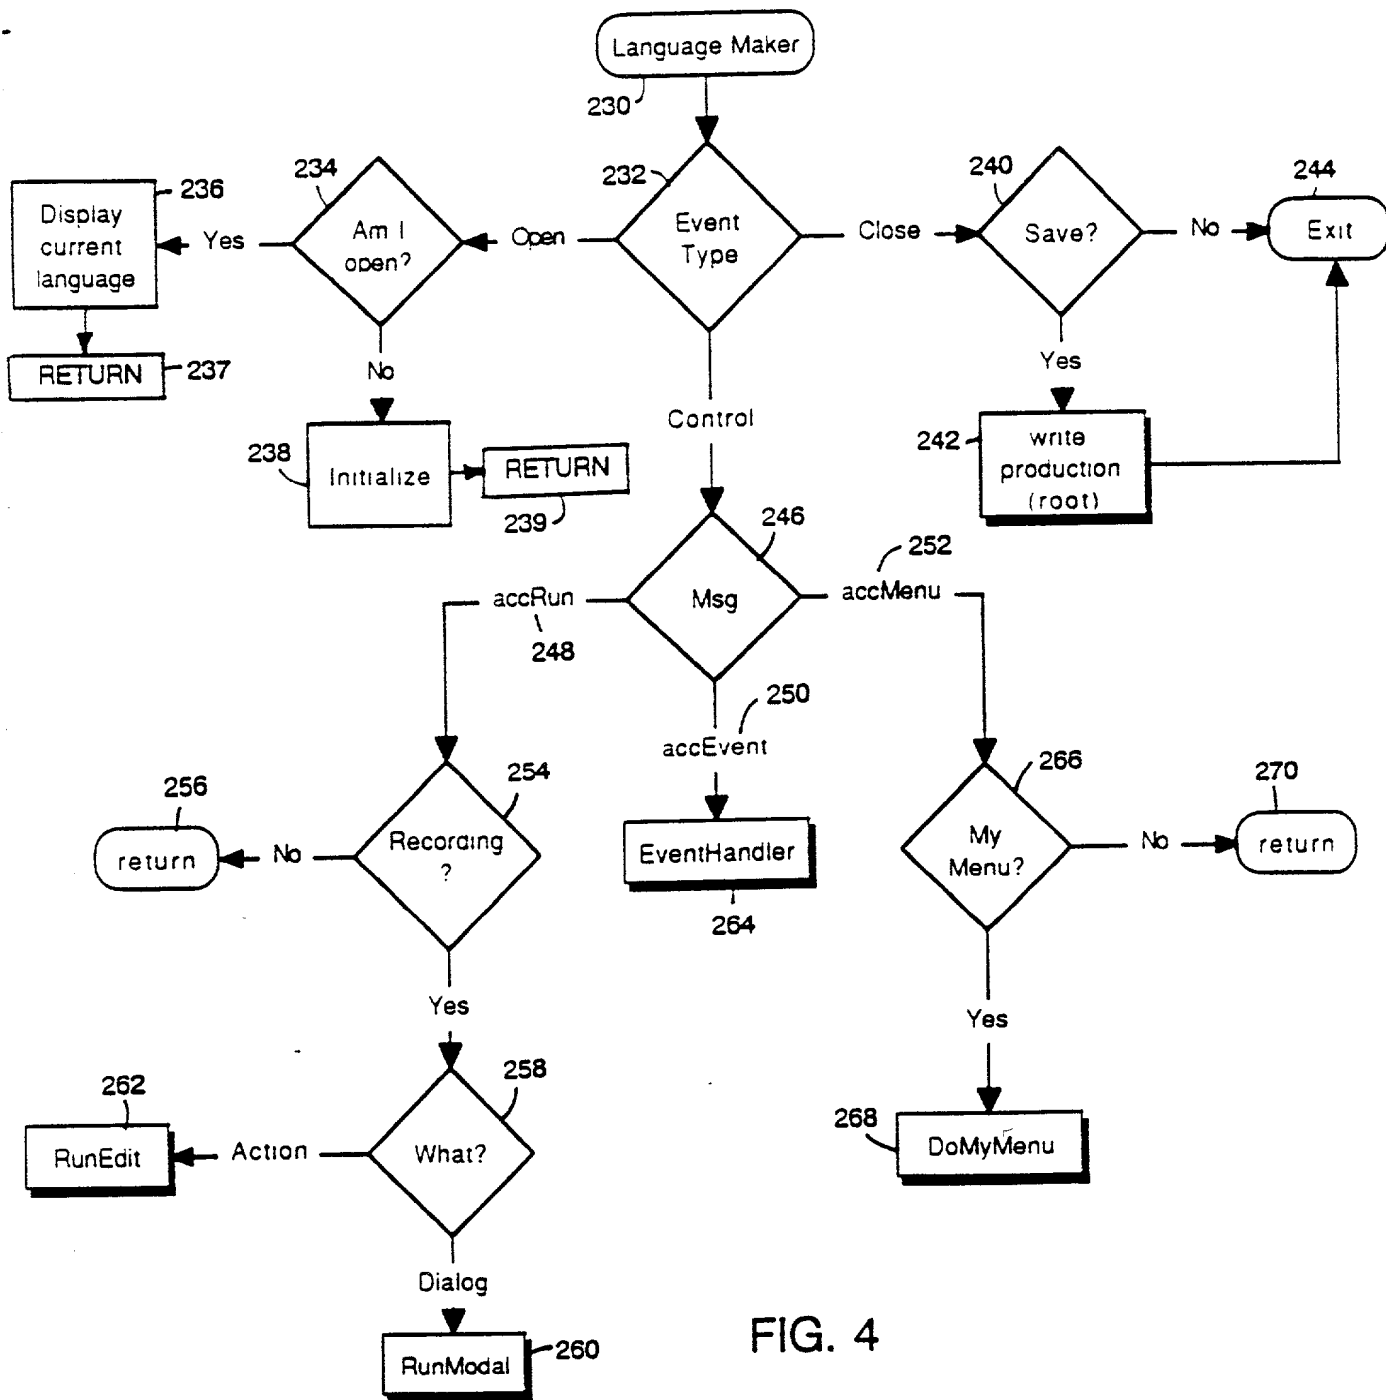 Language Maker
230
232
Event
Type
Open
234
Am I
open?
Yes
236
Display
current
language
RETURN
237
No
238
Initialize
RETURN
239
Close
240
Save?
No
244
Exit
Yes
242
write
production
(root)
Control
246
Msg
accRun
248
252
accMenu
250
accEvent
EventHandler
264
254
Recording
?
No
256
return
Yes
258
What?
Action
262
RunEdit
Dialog
RunModal
260
266
My
Menu?
No
270
return
Yes
268
DoMyMenu
FIG. 4